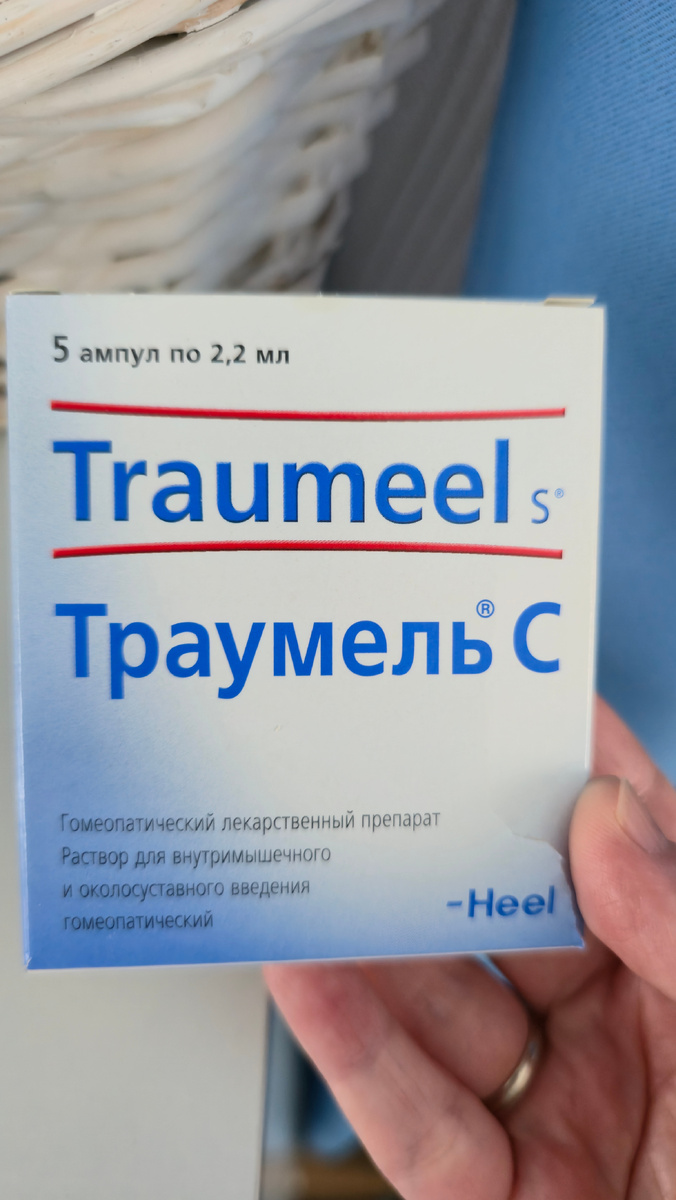 5 ампул по 2,2 мл
Traumeel S®
Траумель® С
Гомеопатический лекарственный препарат
Раствор для внутримышечного
и околосуставного введения
гомеопатический
-Heel